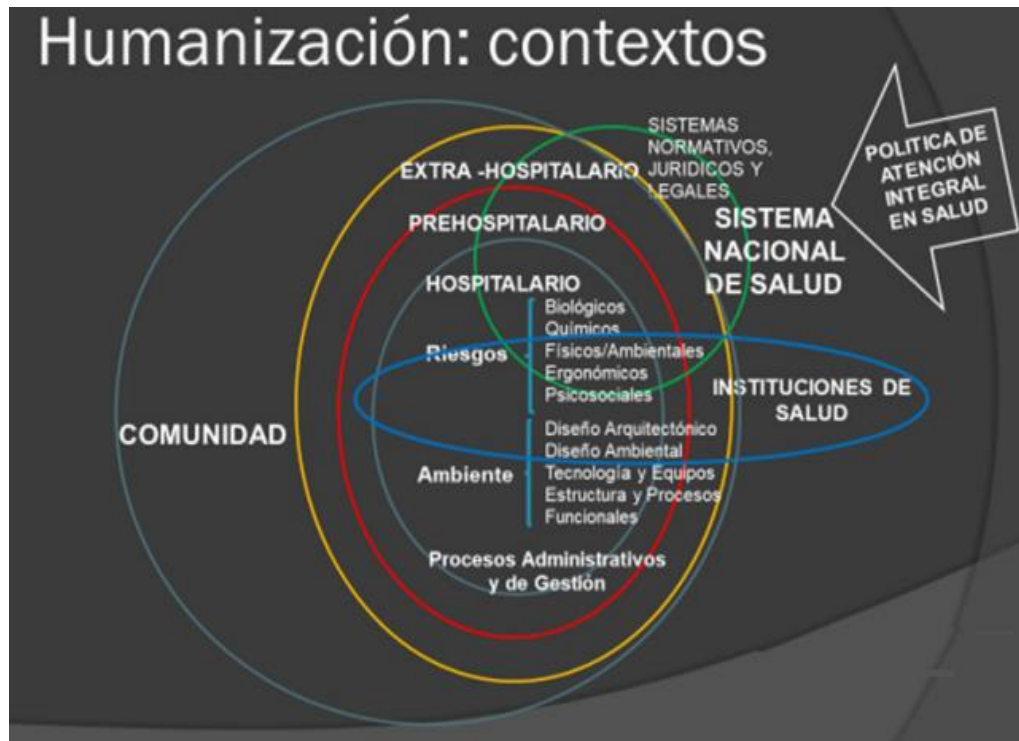 Humanización: contextos
SISTEMAS
NORMATIVOS,
JURIDICOS Y
LEGALES
POLITICA DE
ATENCIÓN
INTEGRAL
EN SALUD
EXTRA -HOSPITALARIO
PREHOSPITALARIO
SISTEMA
NACIONAL
DE SALUD
HOSPITALARIO
Riesgos
Biológicos
Químicos
Físicos/Ambientales
Ergonómicos
Psicosociales
INSTITUCIONES DE
SALUD
COMUNIDAD
Ambiente
Diseño Arquitectónico
Diseño Ambiental
Tecnología y Equipos
Estructura y Procesos
Funcionales
Procesos Administrativos
y de Gestión